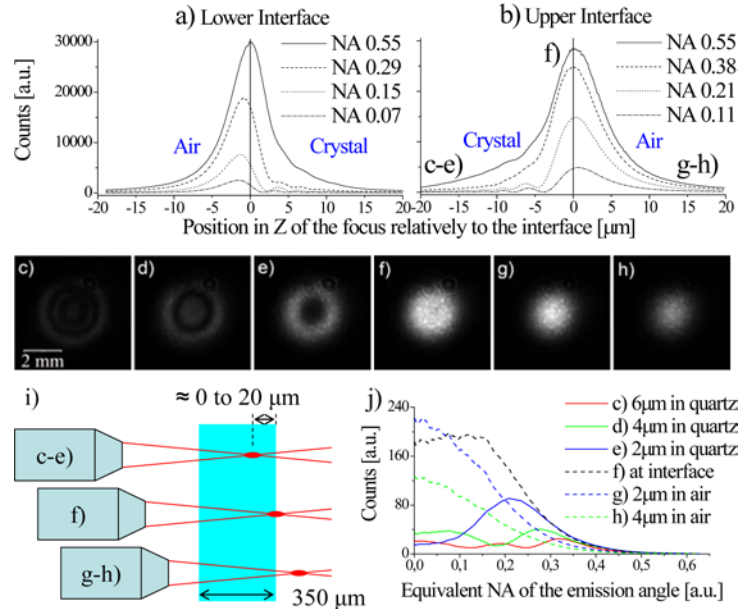 a) Lower Interface
NA 0.55
NA 0.29
NA 0.15
NA 0.07
Air
Crystal
Counts [a.u.]
30000
20000
10000
0
-20
-15
-10
-5
0
5
10
15
20
b) Upper Interface
NA 0.55
NA 0.38
NA 0.21
NA 0.11
f)
Crystal
Air
c-e)
g-h)
-15
-10
-5
0
5
10
15
20
Position in Z of the focus relatively to the interface [μm]
c)
d)
e)
f)
g)
h)
2 mm
i)
≈ 0 to 20 μm
c-e)
f)
g-h)
350 μm
j)
c) 6μm in quartz
d) 4μm in quartz
e) 2μm in quartz
f) at interface
g) 2μm in air
h) 4μm in air
Counts [a.u.]
240
160
80
0
0,0 0,1 0,2 0,3 0,4 0,5 0,6
Equivalent NA of the emission angle [a.u.]